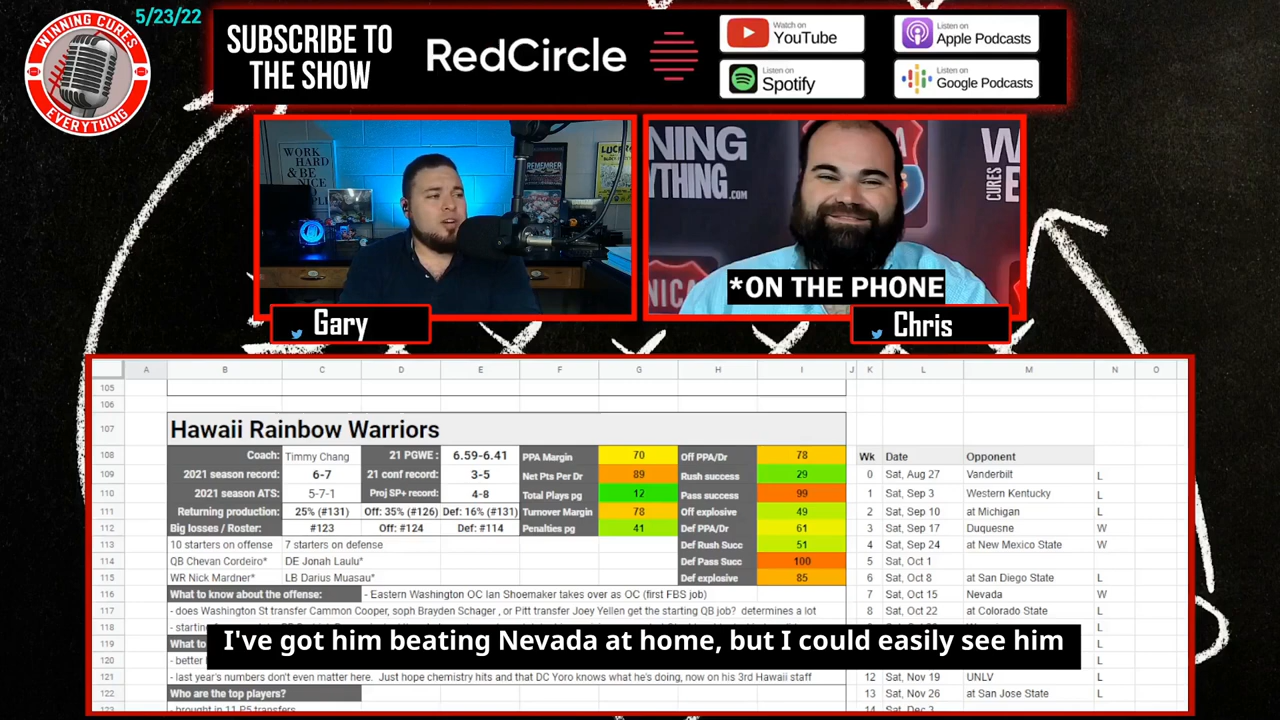 5/23/22
WINNING CURES
EVERYTHING
SUBSCRIBE TO
THE SHOW
RedCircle
Watch on
YouTube
Listen on
Apple Podcasts
Listen on
Spotify
Listen on
Google Podcasts
WORK
HARD
& BE
NICE
REMEMBER
*ON THE PHONE
Gary
Chris
A B C D E F G H I J K L M N O
105
106
107 Hawaii Rainbow Warriors
108 Coach: Timmy Chang 21 PGWE : 6.59-6.41 PPA Margin 70 Off PPA/Dr 78 Wk Date Opponent
109 2021 season record: 6-7 21 conf record: 3-5 Net Pts Per Dr 89 Rush success 29 0 Sat, Aug 27 Vanderbilt L
110 2021 season ATS: 5-7-1 Proj SP+ record: 4-8 Total Plays pg 12 Pass success 99 1 Sat, Sep 3 Western Kentucky L
111 Returning production: 25% (#131) Off: 35% (#126) Def: 16% (#131) Turnover Margin 78 Off explosive 49 2 Sat, Sep 10 at Michigan L
112 Big losses / Roster: #123 Off: #124 Def: #114 Penalties pg 41 Def PPA/Dr 61 3 Sat, Sep 17 Duquesne W
113 10 starters on offense 7 starters on defense Def Rush Succ 51 4 Sat, Sep 24 at New Mexico State W
114 QB Chevan Cordeiro* DE Jonah Laulu* Def Pass Succ 100 5 Sat, Oct 1
115 WR Nick Mardner* LB Darius Muasau* Def explosive 85 6 Sat, Oct 8 at San Diego State L
116 What to know about the offense: - Eastern Washington OC Ian Shoemaker takes over as OC (first FBS job) 7 Sat, Oct 15 Nevada W
117 - does Washington St transfer Cammon Cooper, soph Brayden Schager , or Pitt transfer Joey Yellen get the starting QB job? determines a lot 8 Sat, Oct 22 at Colorado State L
118 L
119 L
120 - better L
121 - last year's numbers don't even matter here. Just hope chemistry hits and that DC Yoro knows what he's doing, now on his 3rd Hawaii staff 12 Sat, Nov 19 UNLV L
122 Who are the top players? 13 Sat, Nov 26 at San Jose State L
123 - brought in 11 P5 transfers 14 Sat, Dec 3
I've got him beating Nevada at home, but I could easily see him